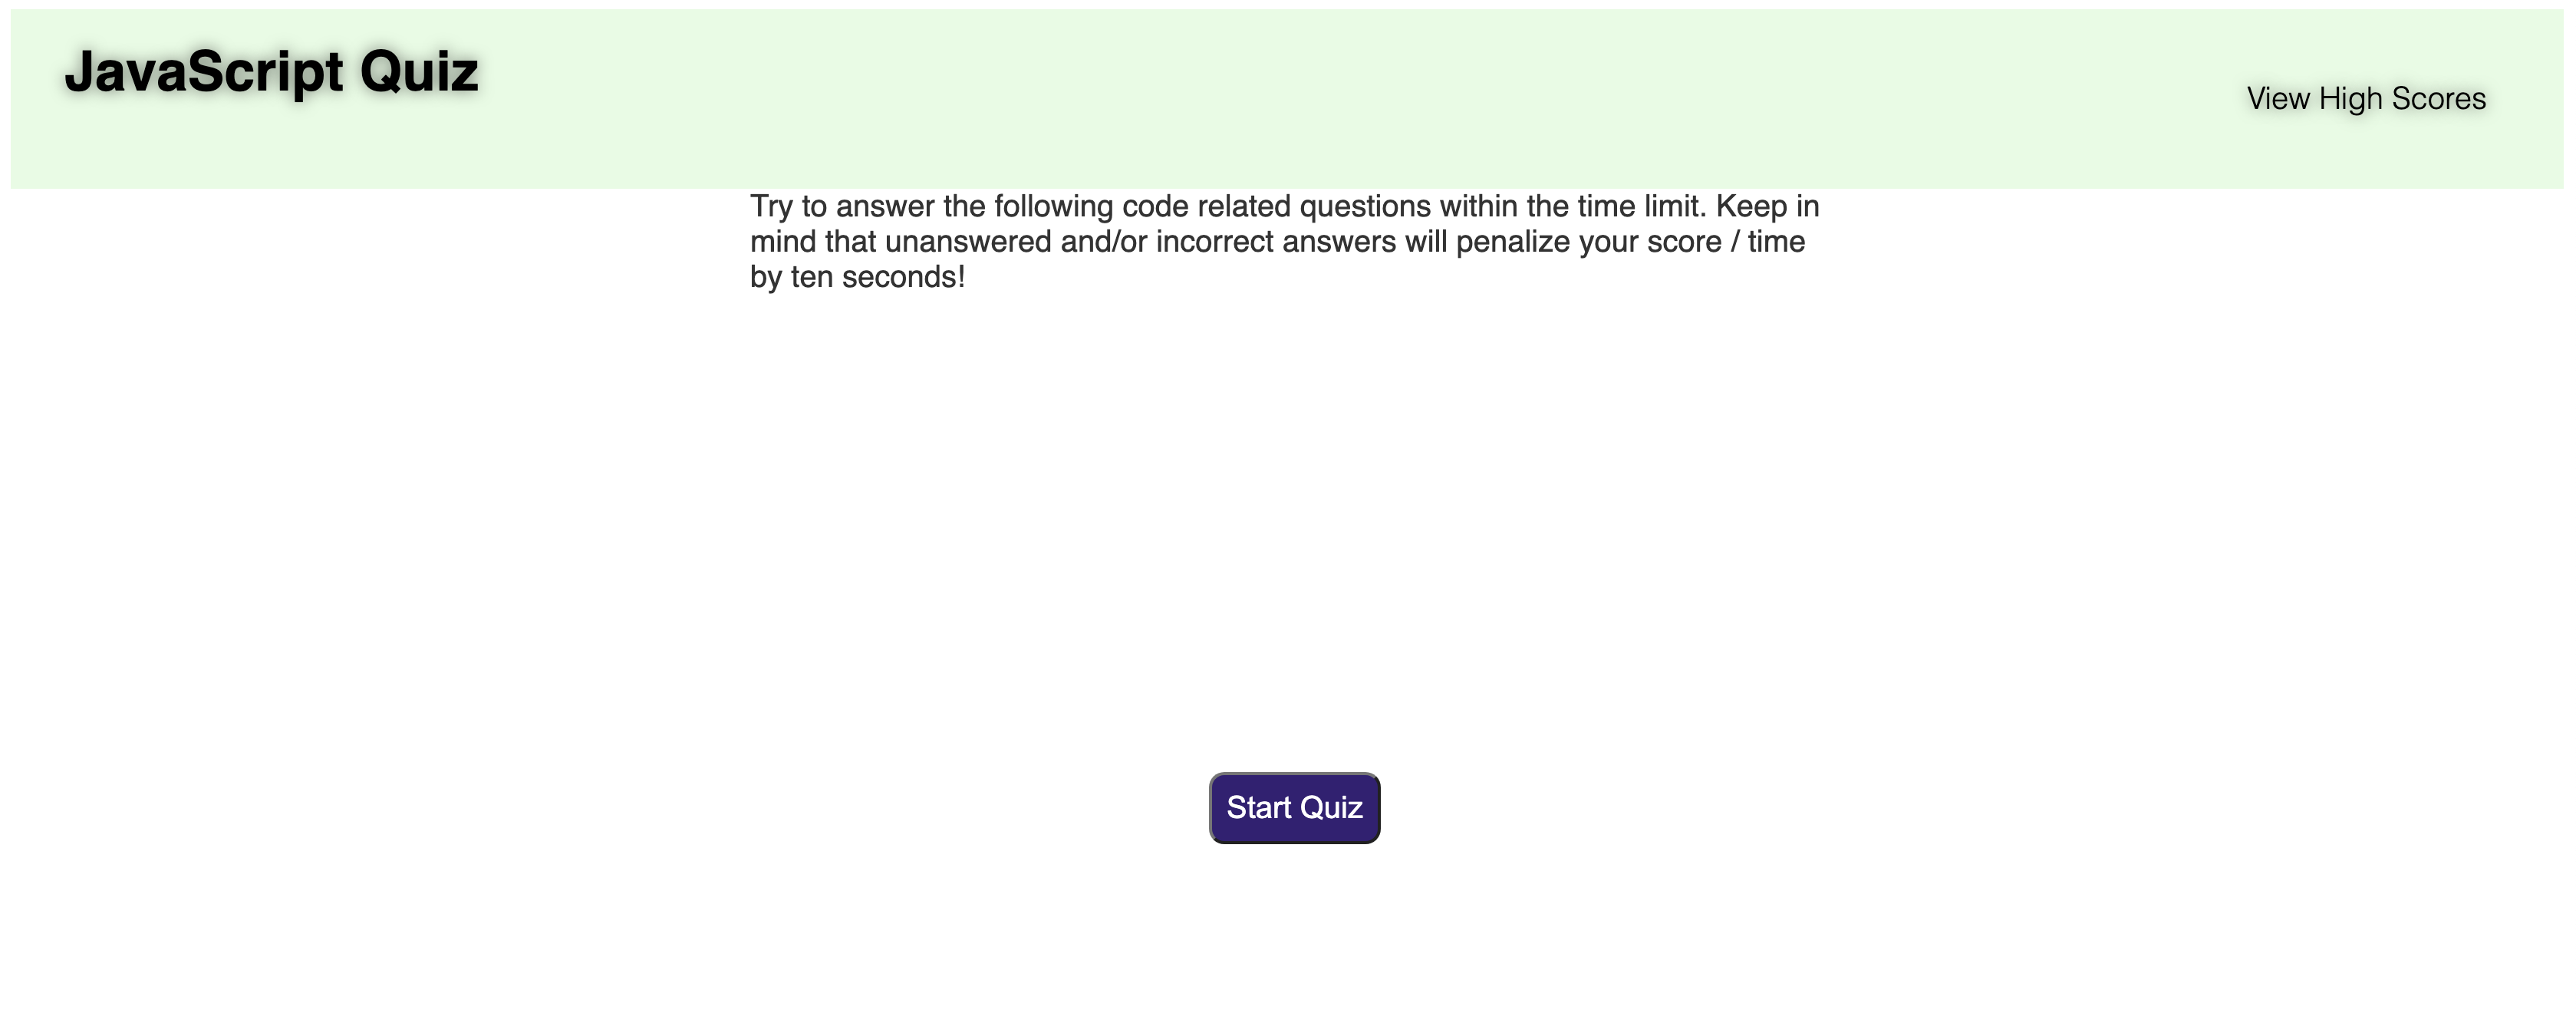 JavaScript Quiz
View High Scores
Try to answer the following code related questions within the time limit. Keep in
mind that unanswered and/or incorrect answers will penalize your score / time
by ten seconds!
Start Quiz